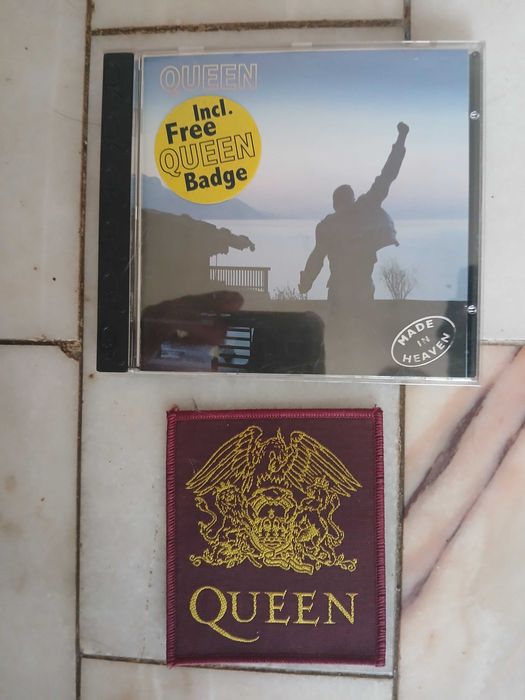 QUEEN
Incl.
Free
QUEEN
Badge
MADE
IN
HEAVEN
QUEEN